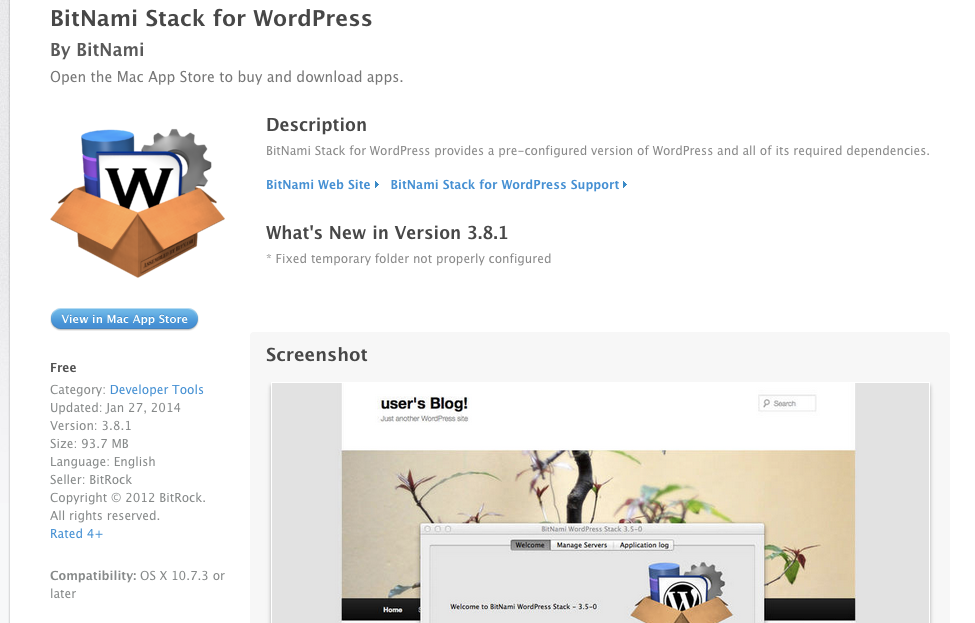 BitNami Stack for WordPress
By BitNami
Open the Mac App Store to buy and download apps.
W
View in Mac App Store
Free
Category: Developer Tools
Updated: Jan 27, 2014
Version: 3.8.1
Size: 93.7 MB
Language: English
Seller: BitRock
Copyright © 2012 BitRock.
All rights reserved.
Rated 4+
Compatibility: OS X 10.7.3 or
later
Description
BitNami Stack for WordPress provides a pre-configured version of WordPress and all of its required dependencies.
BitNami Web Site BitNami Stack for WordPress Support
What's New in Version 3.8.1
* Fixed temporary folder not properly configured
Screenshot
user's Blog!
Search
Just another WordPress site
BitNami WordPress Stack 3.5-0
Welcome Manage Servers Application log
Welcome to BitNami WordPress Stack - 3.5-0
W
Home